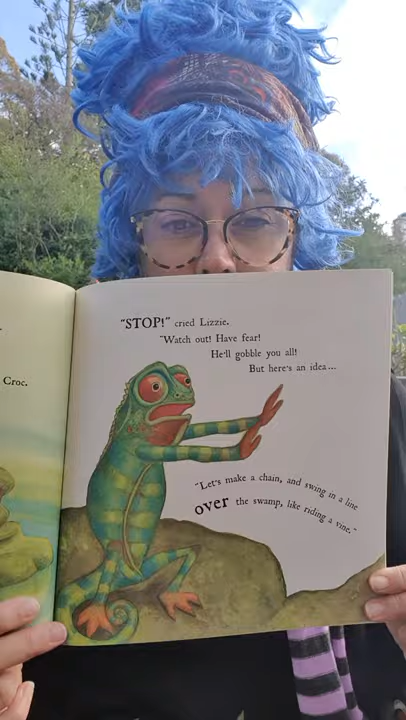 Croc.
"STOP!" cried Lizzie.
"Watch out! Have fear!
He'll gobble you all!
But here's an idea...
"Let's make a chain, and swing in a line
over the swamp, like riding a vine."